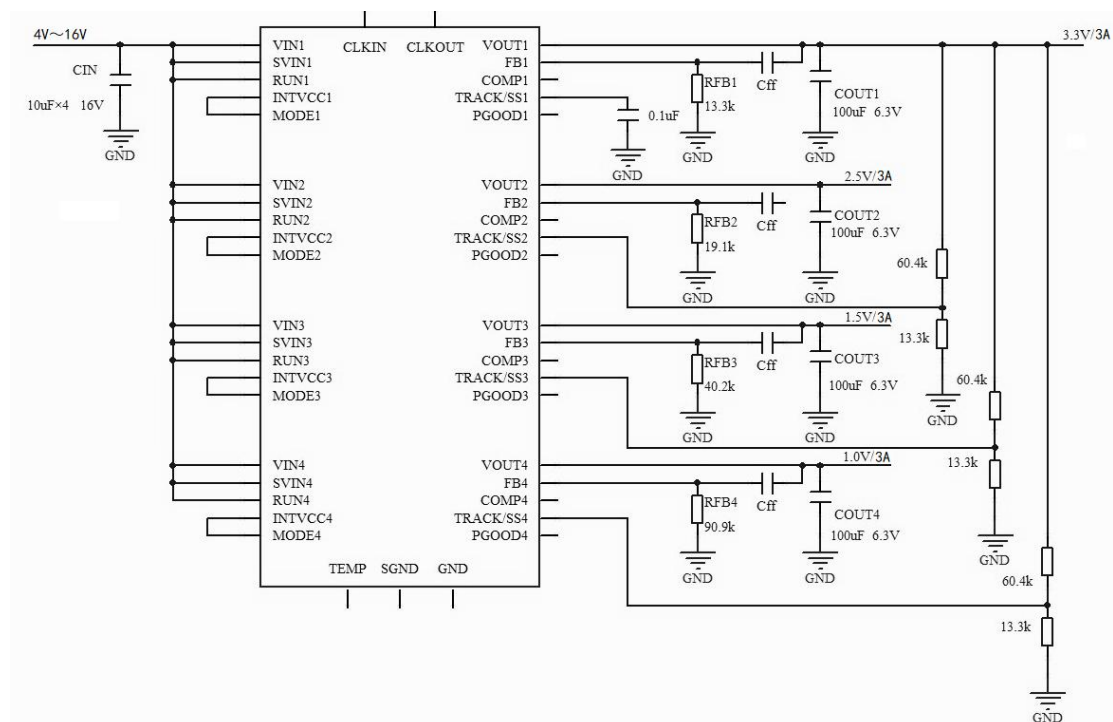 4V～16V
CIN
10uF×4 16V
GND
CLKIN CLKOUT
VIN1
SVIN1
RUN1
INTVCC1
MODE1
VOUT1
FB1
COMP1
TRACK/SS1
PGOOD1
0.1uF
GND
RFB1
13.3k
GND
Cff
COUT1
100uF 6.3V
GND
3.3V/3A
VIN2
SVIN2
RUN2
INTVCC2
MODE2
VOUT2
FB2
COMP2
TRACK/SS2
PGOOD2
RFB2
19.1k
GND
Cff
2.5V/3A
COUT2
100uF 6.3V
GND
60.4k
13.3k
GND
VIN3
SVIN3
RUN3
INTVCC3
MODE3
VOUT3
FB3
COMP3
TRACK/SS3
PGOOD3
RFB3
40.2k
GND
Cff
1.5V/3A
COUT3
100uF 6.3V
GND
60.4k
13.3k
GND
VIN4
SVIN4
RUN4
INTVCC4
MODE4
VOUT4
FB4
COMP4
TRACK/SS4
PGOOD4
RFB4
90.9k
GND
Cff
1.0V/3A
COUT4
100uF 6.3V
GND
60.4k
13.3k
GND
TEMP SGND GND